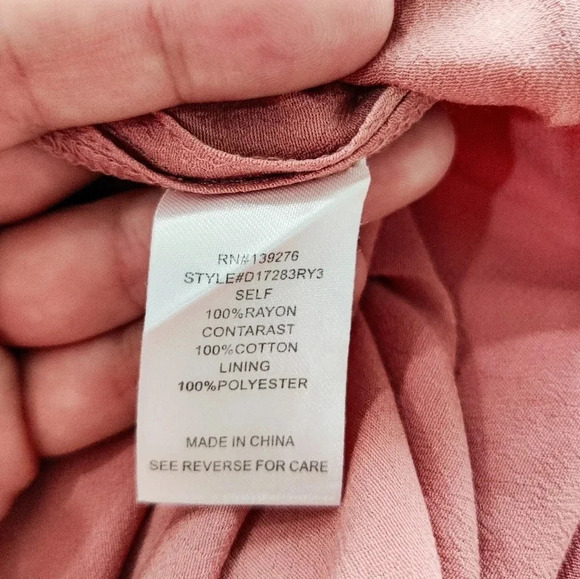 RN#139276
STYLE#D17283RY3
SELF
100%RAYON
CONTARAST
100%COTTON
LINING
100%POLYESTER
MADE IN CHINA
SEE REVERSE FOR CARE